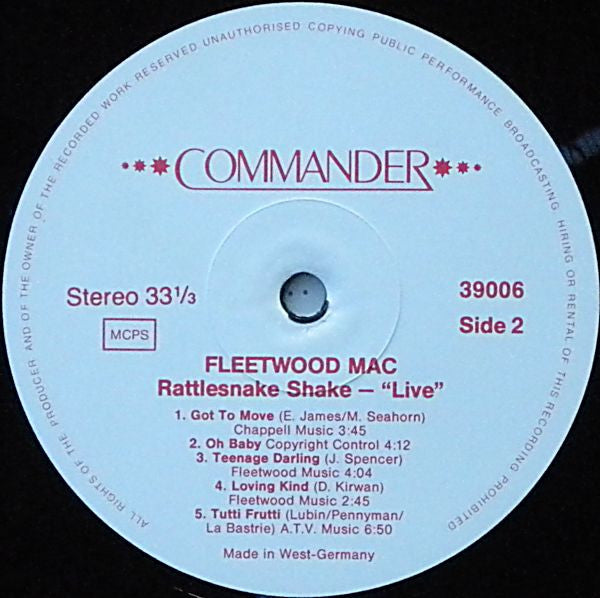 ALL RIGHTS OF THE PRODUCER AND OF THE OWNER OF THE RECORDED WORK RESERVED UNAUTHORISED COPYING PUBLIC PERFORMANCE BROADCASTING HIRING OR RENTAL OF THIS RECORDING PROHIBITED
COMMANDER
Stereo 33 1/3
MCPS
39006
Side 2
FLEETWOOD MAC
Rattlesnake Shake – “Live”
1. Got To Move (E. James/M. Seahorn)
Chappell Music 3:45
2. Oh Baby Copyright Control 4:12
3. Teenage Darling (J. Spencer)
Fleetwood Music 4:04
4. Loving Kind (D. Kirwan)
Fleetwood Music 2:45
5. Tutti Frutti (Lubin/Pennyman/
La Bastrie) A.T.V. Music 6:50
Made in West-Germany